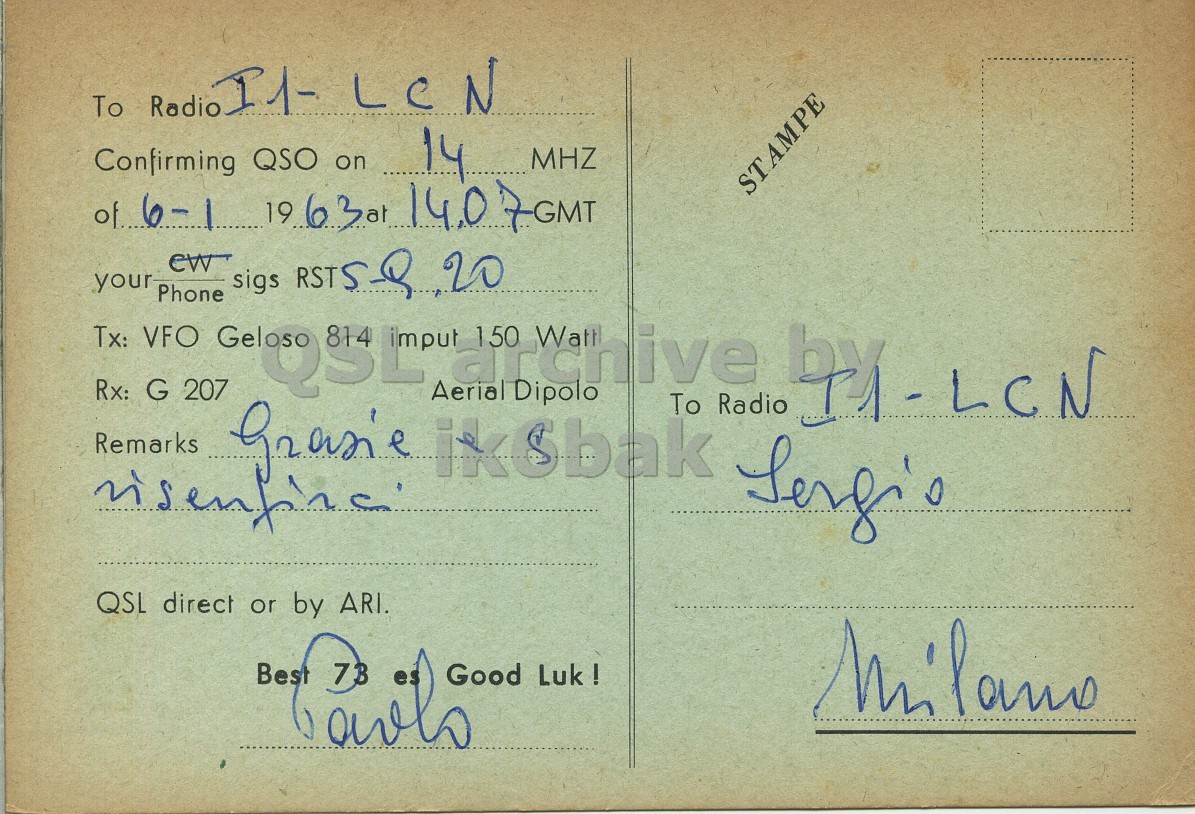 To Radio I1-LCN
Confirming QSO on 14 MHZ
of 6-1 1963 at 14.07 GMT
your CW sigs RST 5-9.20
Phone
Tx: VFO Geloso 814 imput 150 Watt
Rx: G 207 Aerial Dipolo
Remarks Grasie e
risentirci
QSL direct or by ARI.
Best 73 es Good Luk!
Paolo
STAMPE
To Radio I1-LCN
Sergio
Milano
QSL archive by
ik6bak